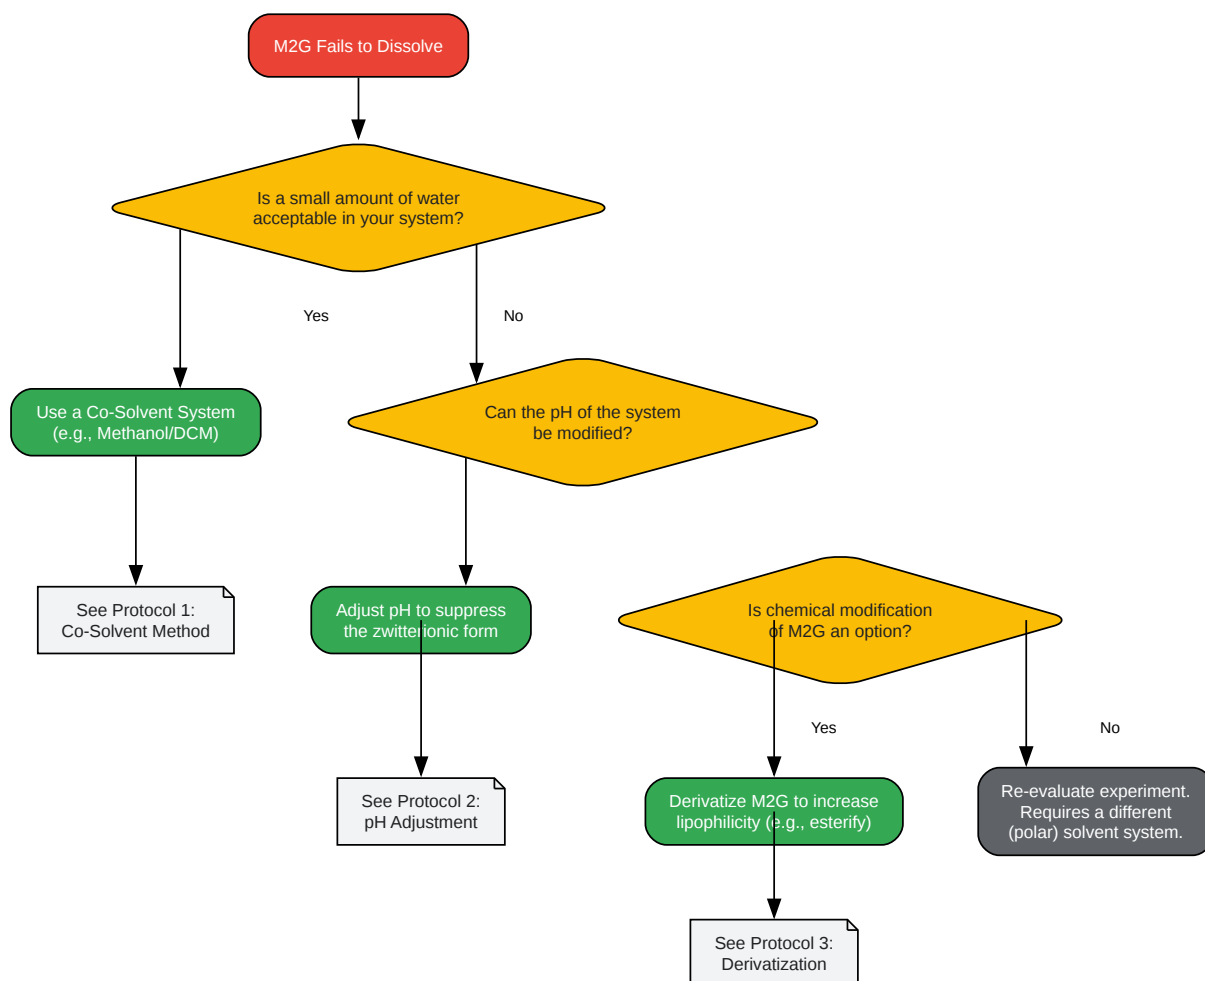 M2G Fails to Dissolve
Is a small amount of water
acceptable in your system?
Yes
No
Use a Co-Solvent System
(e.g., Methanol/DCM)
Can the pH of the system
be modified?
See Protocol 1:
Co-Solvent Method
Adjust pH to suppress
the zwitterionic form
Is chemical modification
of M2G an option?
Yes
No
See Protocol 2:
pH Adjustment
Derivatize M2G to increase
lipophilicity (e.g., esterify)
Re-evaluate experiment.
Requires a different
(polar) solvent system.
See Protocol 3:
Derivatization